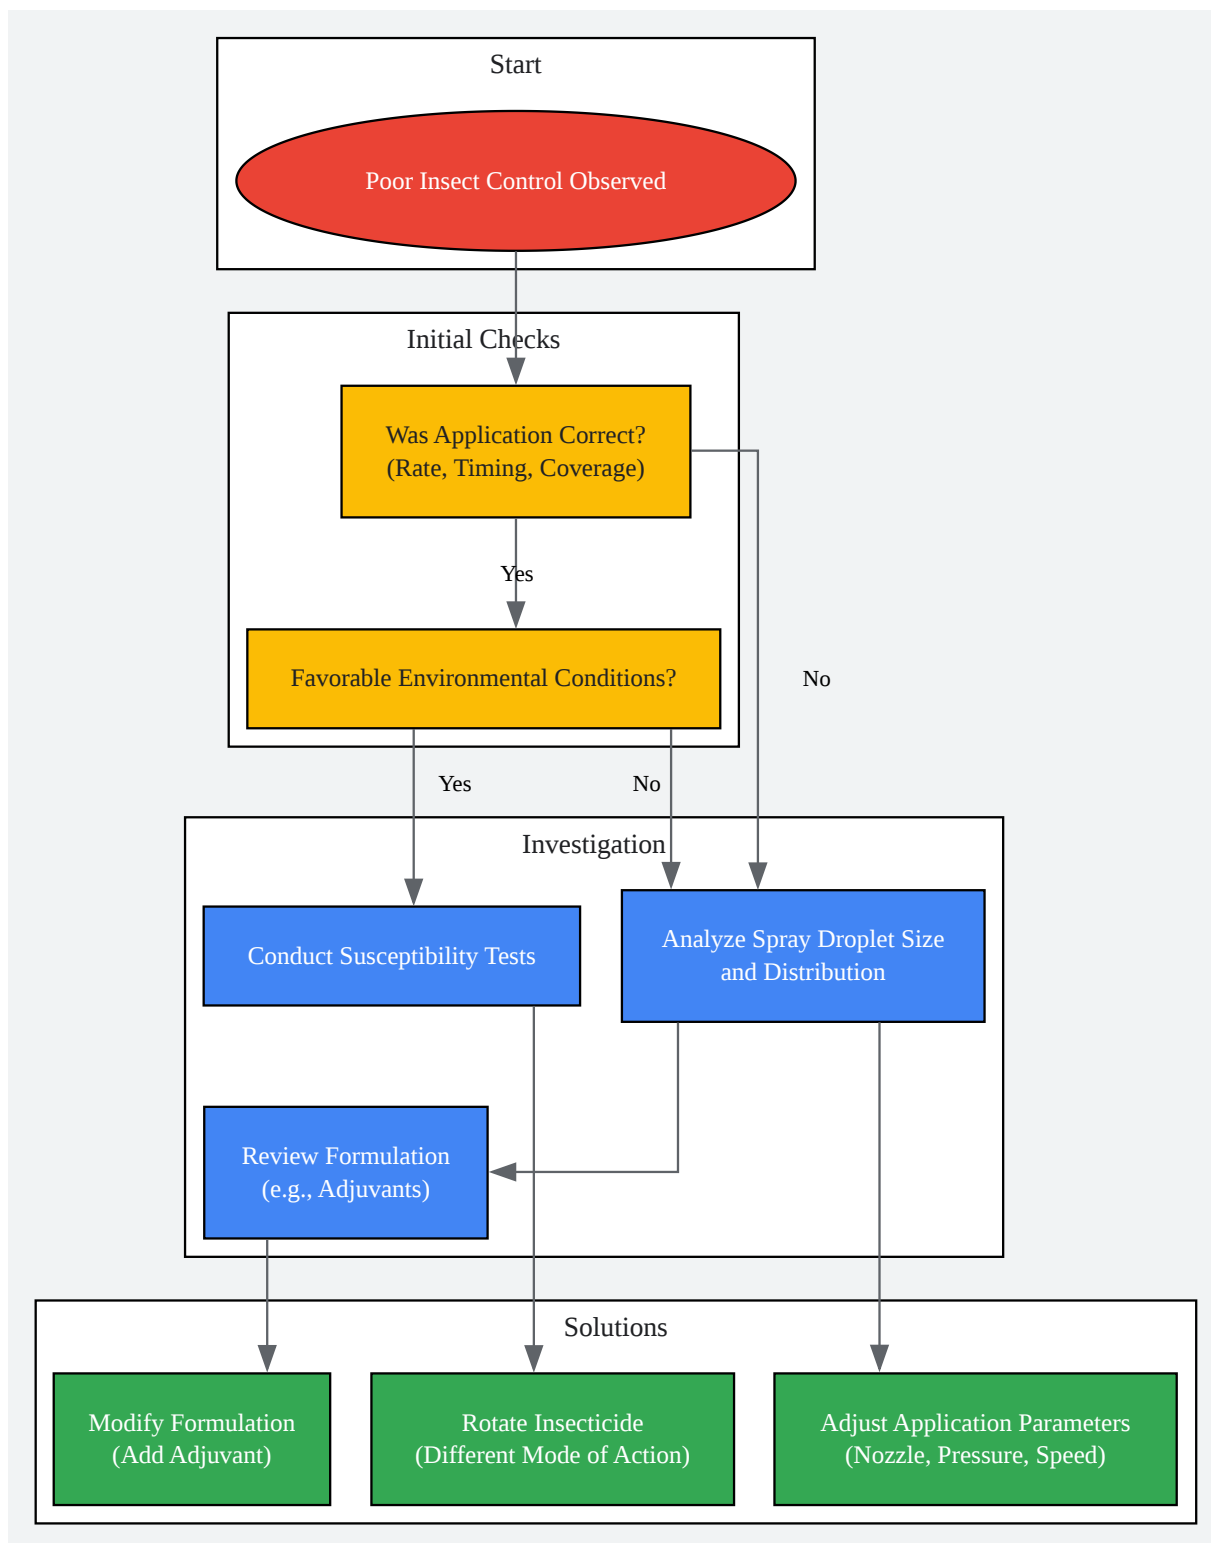 Start
Poor Insect Control Observed
Initial Checks
Was Application Correct?
(Rate, Timing, Coverage)
Yes
Favorable Environmental Conditions?
No
Yes
No
Investigation
Conduct Susceptibility Tests
Analyze Spray Droplet Size
and Distribution
Review Formulation
(e.g., Adjuvants)
Solutions
Modify Formulation
(Add Adjuvant)
Rotate Insecticide
(Different Mode of Action)
Adjust Application Parameters
(Nozzle, Pressure, Speed)